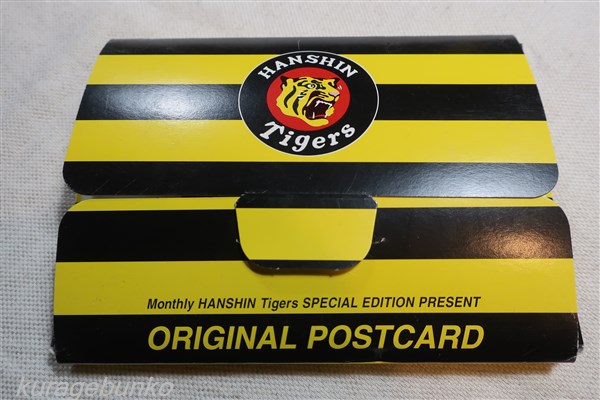 HANSHIN
Tigers
Monthly HANSHIN Tigers SPECIAL EDITION PRESENT
ORIGINAL POSTCARD
kuragebunko